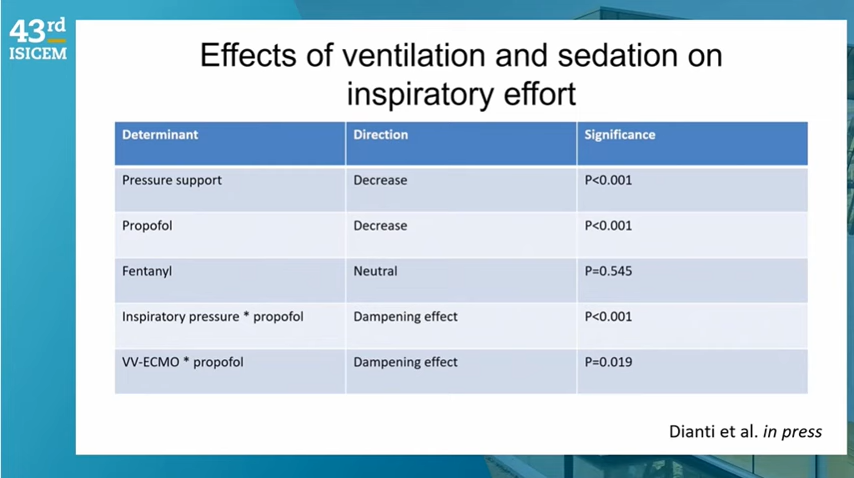 43rd
ISICEM
Effects of ventilation and sedation on
inspiratory effort
Determinant Direction Significance
Pressure support Decrease P<0.001
Propofol Decrease P<0.001
Fentanyl Neutral P=0.545
Inspiratory pressure * propofol Dampening effect P<0.001
VV-ECMO * propofol Dampening effect P=0.019
Dianti et al. in press